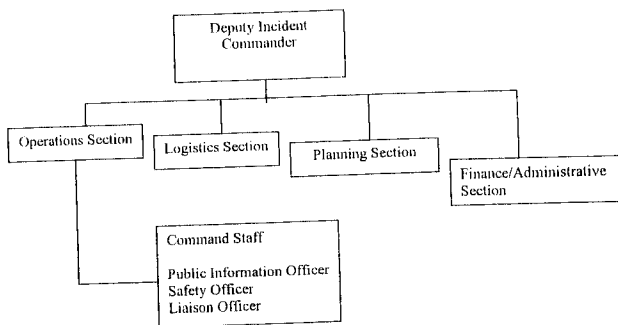 Deputy Incident
Commander
Operations Section
Logistics Section
Planning Section
Finance/Administrative
Section
Command Staff
Public Information Officer
Safety Officer
Liaison Officer